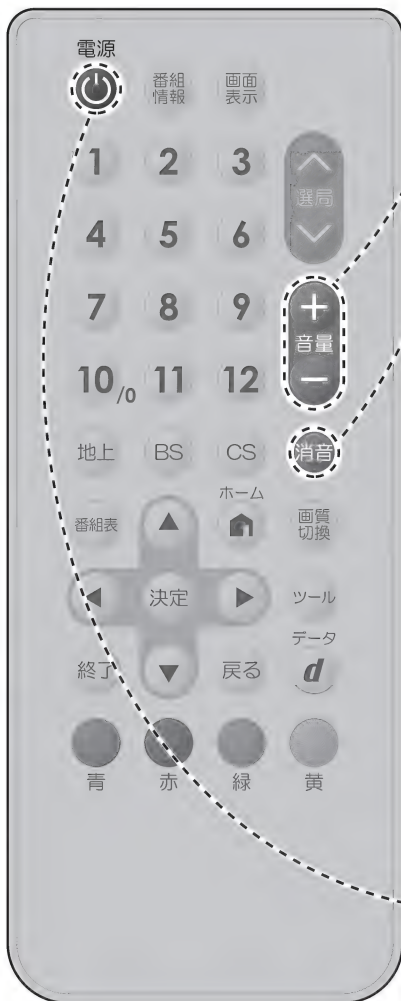 電源
番組
情報
画面
表示
1 2 3
選局
4 5 6
7 8 9
+
音量
−
10/0 11 12
地上 BS CS 消音
ホーム
番組表
画質
切換
決定
ツール
データ
終了 戻る d
青 赤 緑 黄